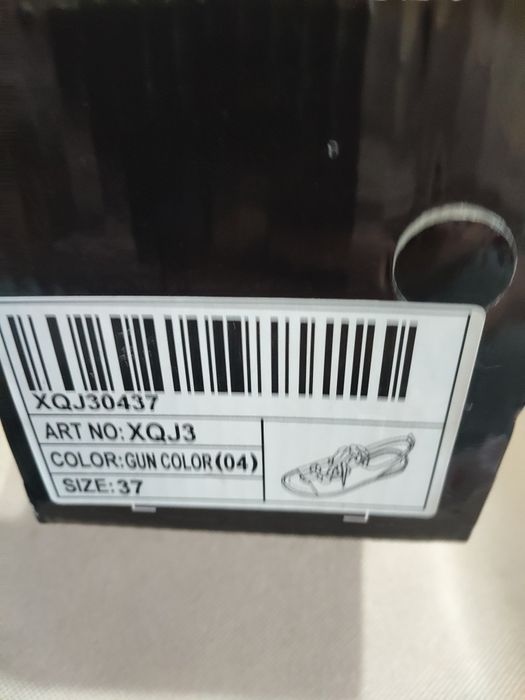 XQJ30437
ART NO:XQJ3
COLOR:GUN COLOR(04)
SIZE:37